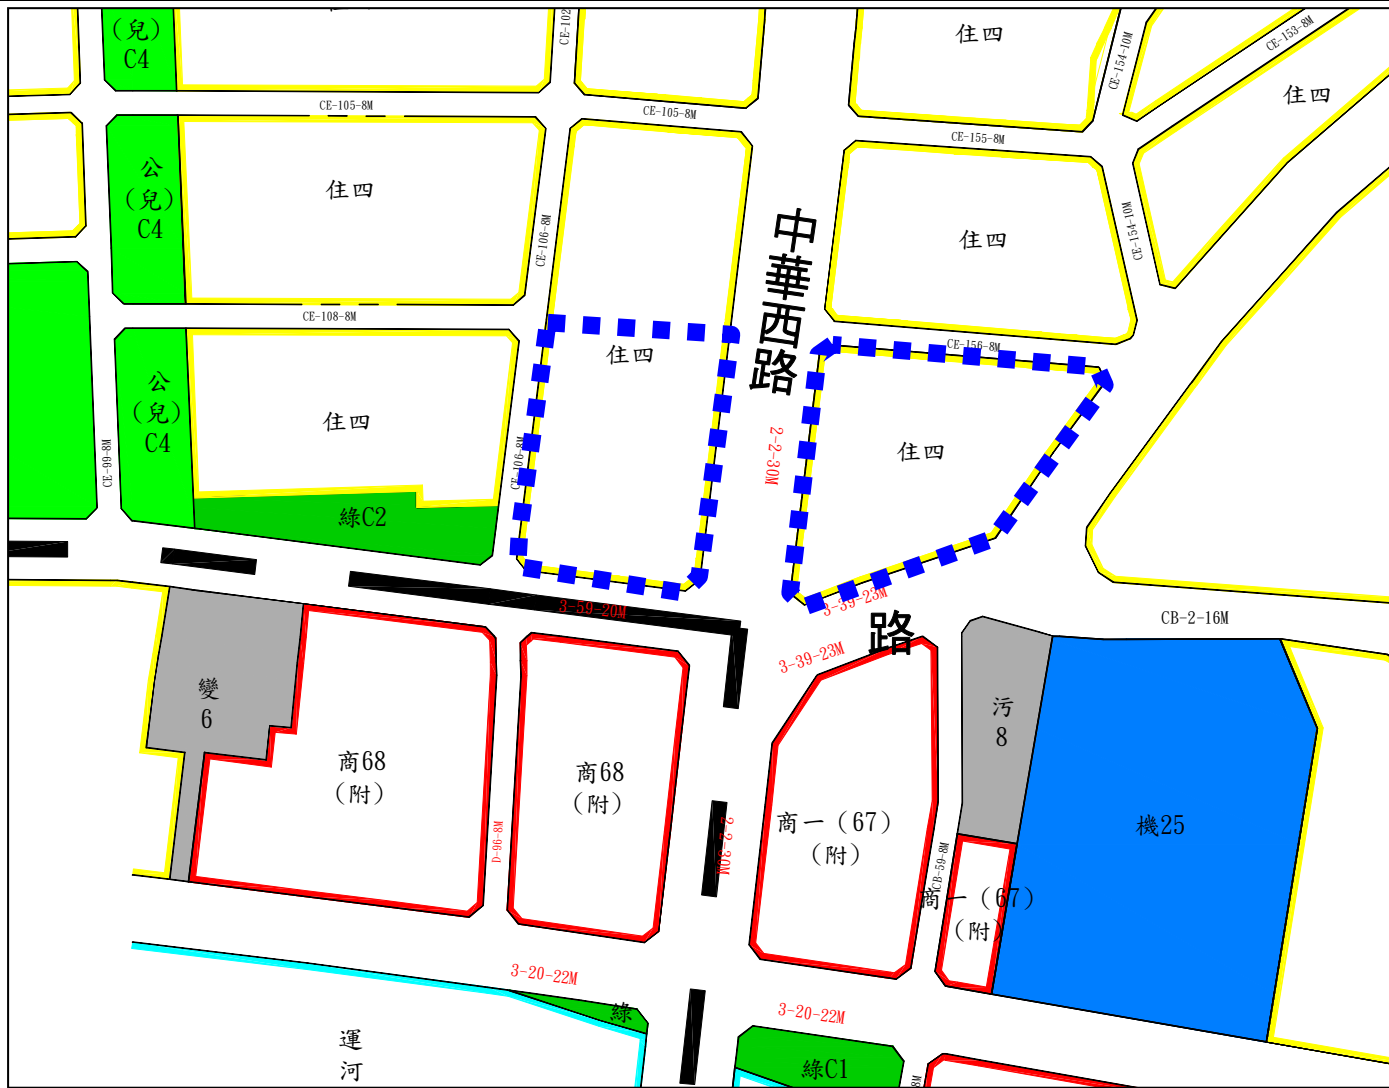 （兒）
C4
CE-102
住四
CE-154-10M
CE-153-8M
住四
CE-105-8M
CE-105-8M
CE-155-8M
公
（兒）
C4
住四
CE-106-8M
中華西路
住四
CE-154-10M
CE-108-8M
住四
CE-156-8M
公
（兒）
C4
住四
CE-99-8M
CE-106-8M
2-2-30M
住四
綠C2
3-59-20M
3-39-23M
路
CB-2-16M
3-39-23M
變
6
污
8
商68
（附）
商68
（附）
商一（67）
（附）
機25
D-96-8M
2-2-30M
CB-59-8M
商一（67）
（附）
3-20-22M
3-20-22M
綠
運
河
綠C1
8M